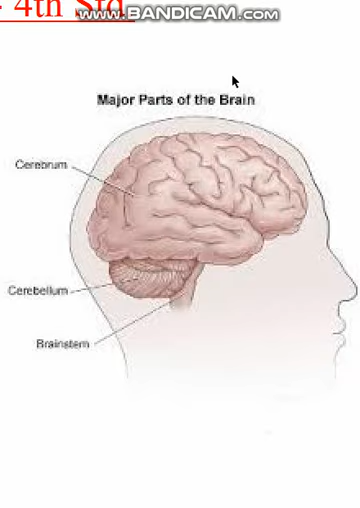 - 4th Std.
www.BANDICAM.com
Major Parts of the Brain
Cerebrum
Cerebellum
Brainstem